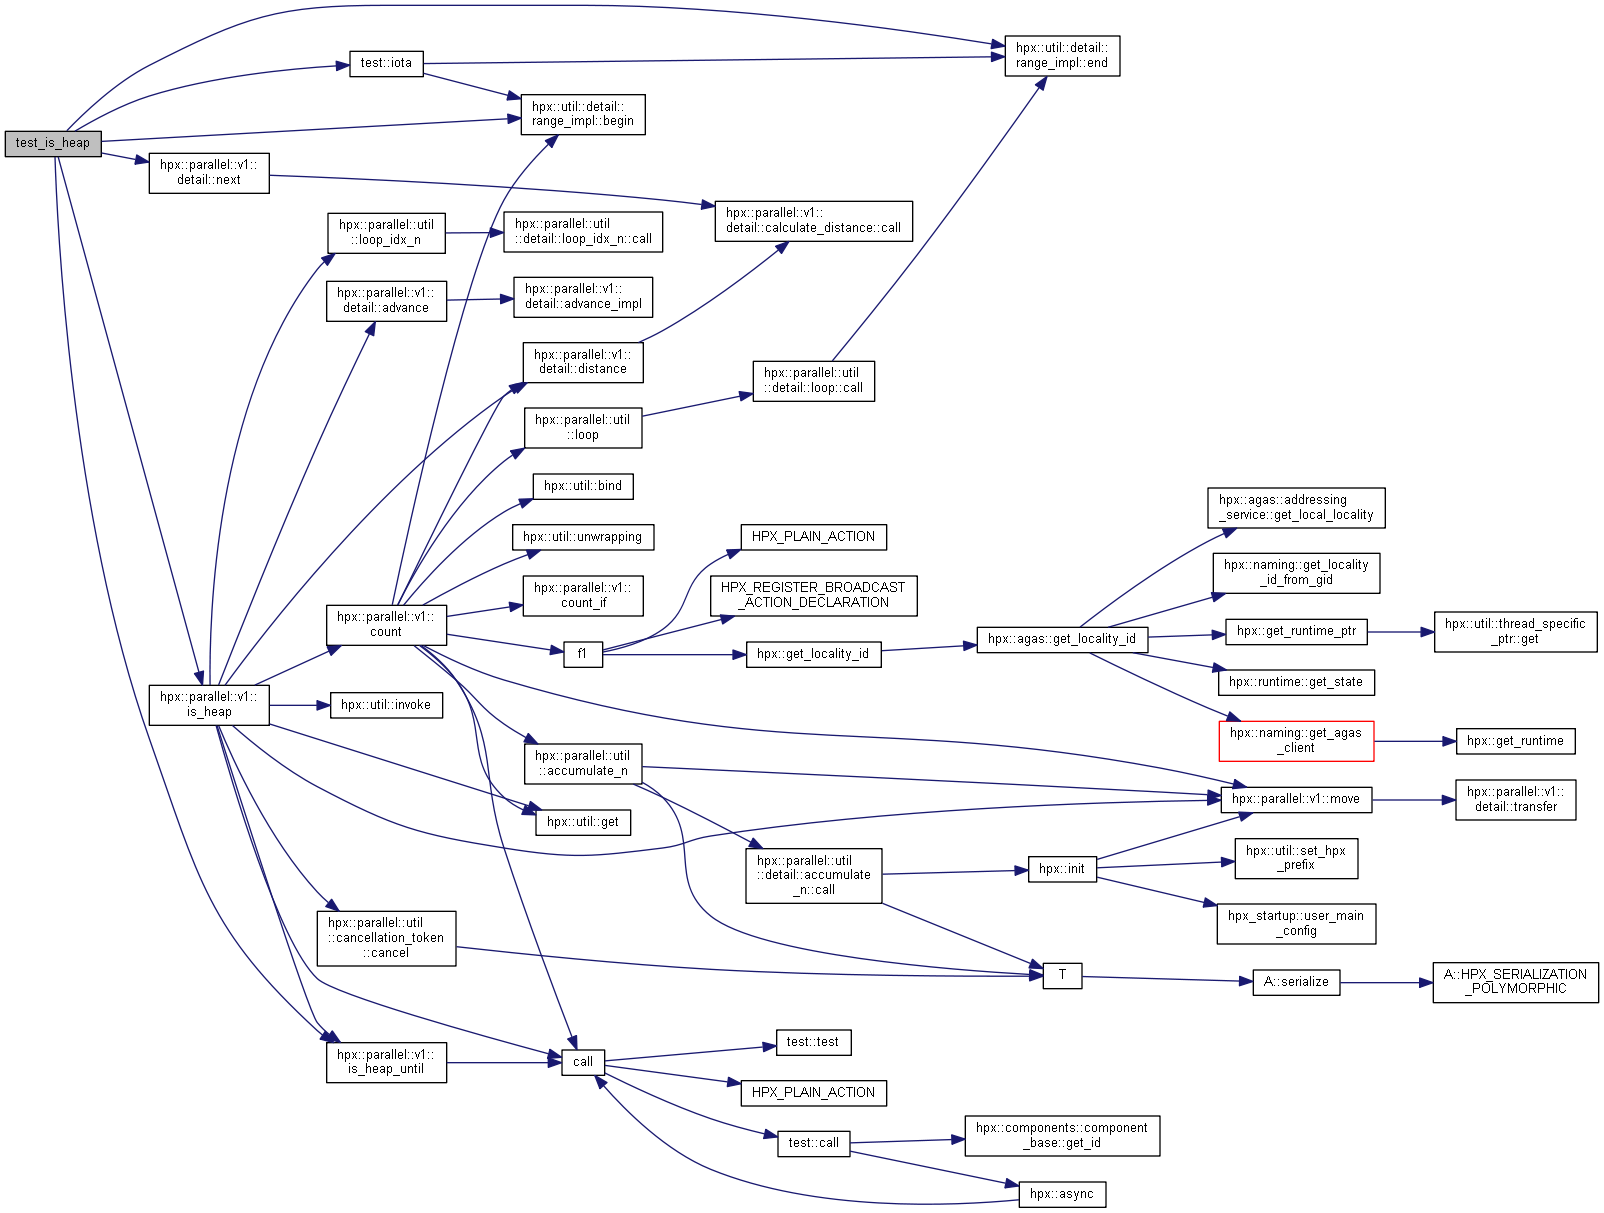 hpx::util::detail::
range_impl::end
test::iota
hpx::util::detail::
range_impl::begin
test_is_heap
hpx::parallel::v1::
detail::next
hpx::parallel::v1::
detail::calculate_distance::call
hpx::parallel::util
::loop_idx_n
hpx::parallel::util
::detail::loop_idx_n::call
hpx::parallel::v1::
detail::advance
hpx::parallel::v1::
detail::advance_impl
hpx::parallel::v1::
detail::distance
hpx::parallel::util
::detail::loop::call
hpx::parallel::util
::loop
hpx::util::bind
hpx::agas::addressing
_service::get_local_locality
hpx::util::unwrapping
HPX_PLAIN_ACTION
hpx::naming::get_locality
_id_from_gid
hpx::parallel::v1::
count_if
HPX_REGISTER_BROADCAST
_ACTION_DECLARATION
hpx::parallel::v1::
count
f1
hpx::get_locality_id
hpx::agas::get_locality_id
hpx::get_runtime_ptr
hpx::util::thread_specific
_ptr::get
hpx::runtime::get_state
hpx::parallel::v1::
is_heap
hpx::util::invoke
hpx::naming::get_agas
_client
hpx::get_runtime
hpx::parallel::util
::accumulate_n
hpx::parallel::v1::move
hpx::parallel::v1::
detail::transfer
hpx::util::get
hpx::parallel::util
::detail::accumulate
_n::call
hpx::init
hpx::util::set_hpx
_prefix
hpx_startup::user_main
_config
hpx::parallel::util
::cancellation_token
::cancel
T
A::serialize
A::HPX_SERIALIZATION
_POLYMORPHIC
hpx::parallel::v1::
is_heap_until
call
test::test
HPX_PLAIN_ACTION
test::call
hpx::components::component
_base::get_id
hpx::async